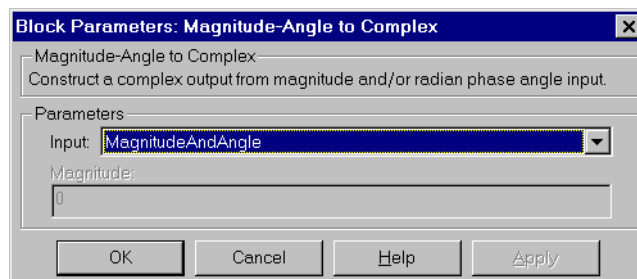 Block Parameters: Magnitude-Angle to Complex
Magnitude-Angle to Complex
Construct a complex output from magnitude and/or radian phase angle input.
Parameters
Input: MagnitudeAndAngle
Magnitude:
0
OK Cancel Help Apply